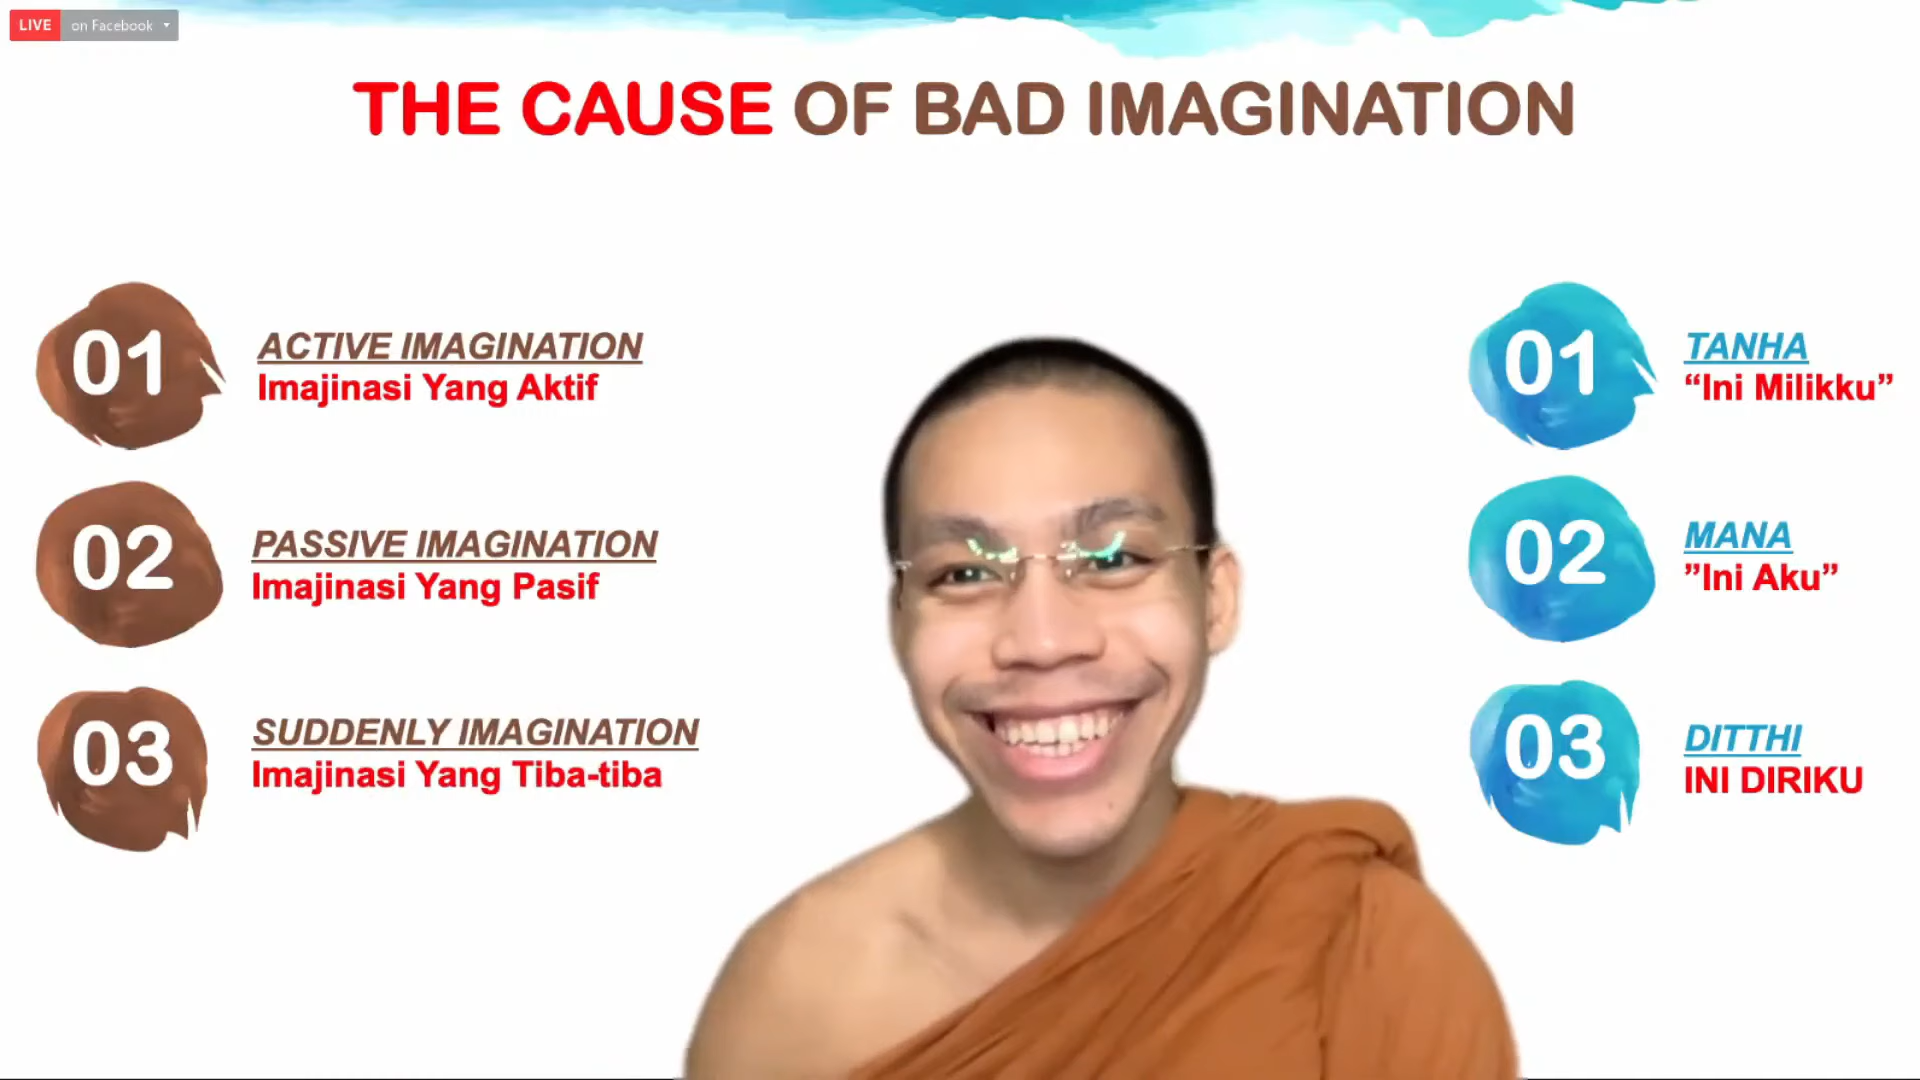 LIVE on Facebook
THE CAUSE OF BAD IMAGINATION
01
ACTIVE IMAGINATION
Imajinasi Yang Aktif
02
PASSIVE IMAGINATION
Imajinasi Yang Pasif
03
SUDDENLY IMAGINATION
Imajinasi Yang Tiba-tiba
01
TANHA
“Ini Milikku”
02
MANA
”Ini Aku”
03
DITTHI
INI DIRIKU